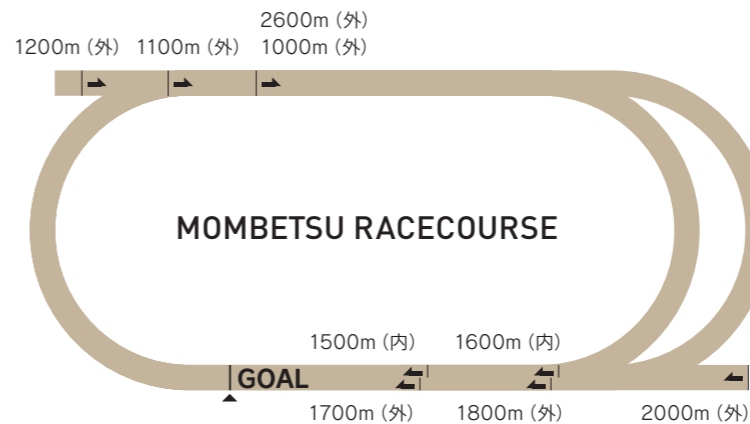 2600m (外)
1200m (外) 1100m (外) 1000m (外)
MOMBETSU RACECOURSE
1500m (内) 1600m (内)
GOAL
1700m (外) 1800m (外) 2000m (外)